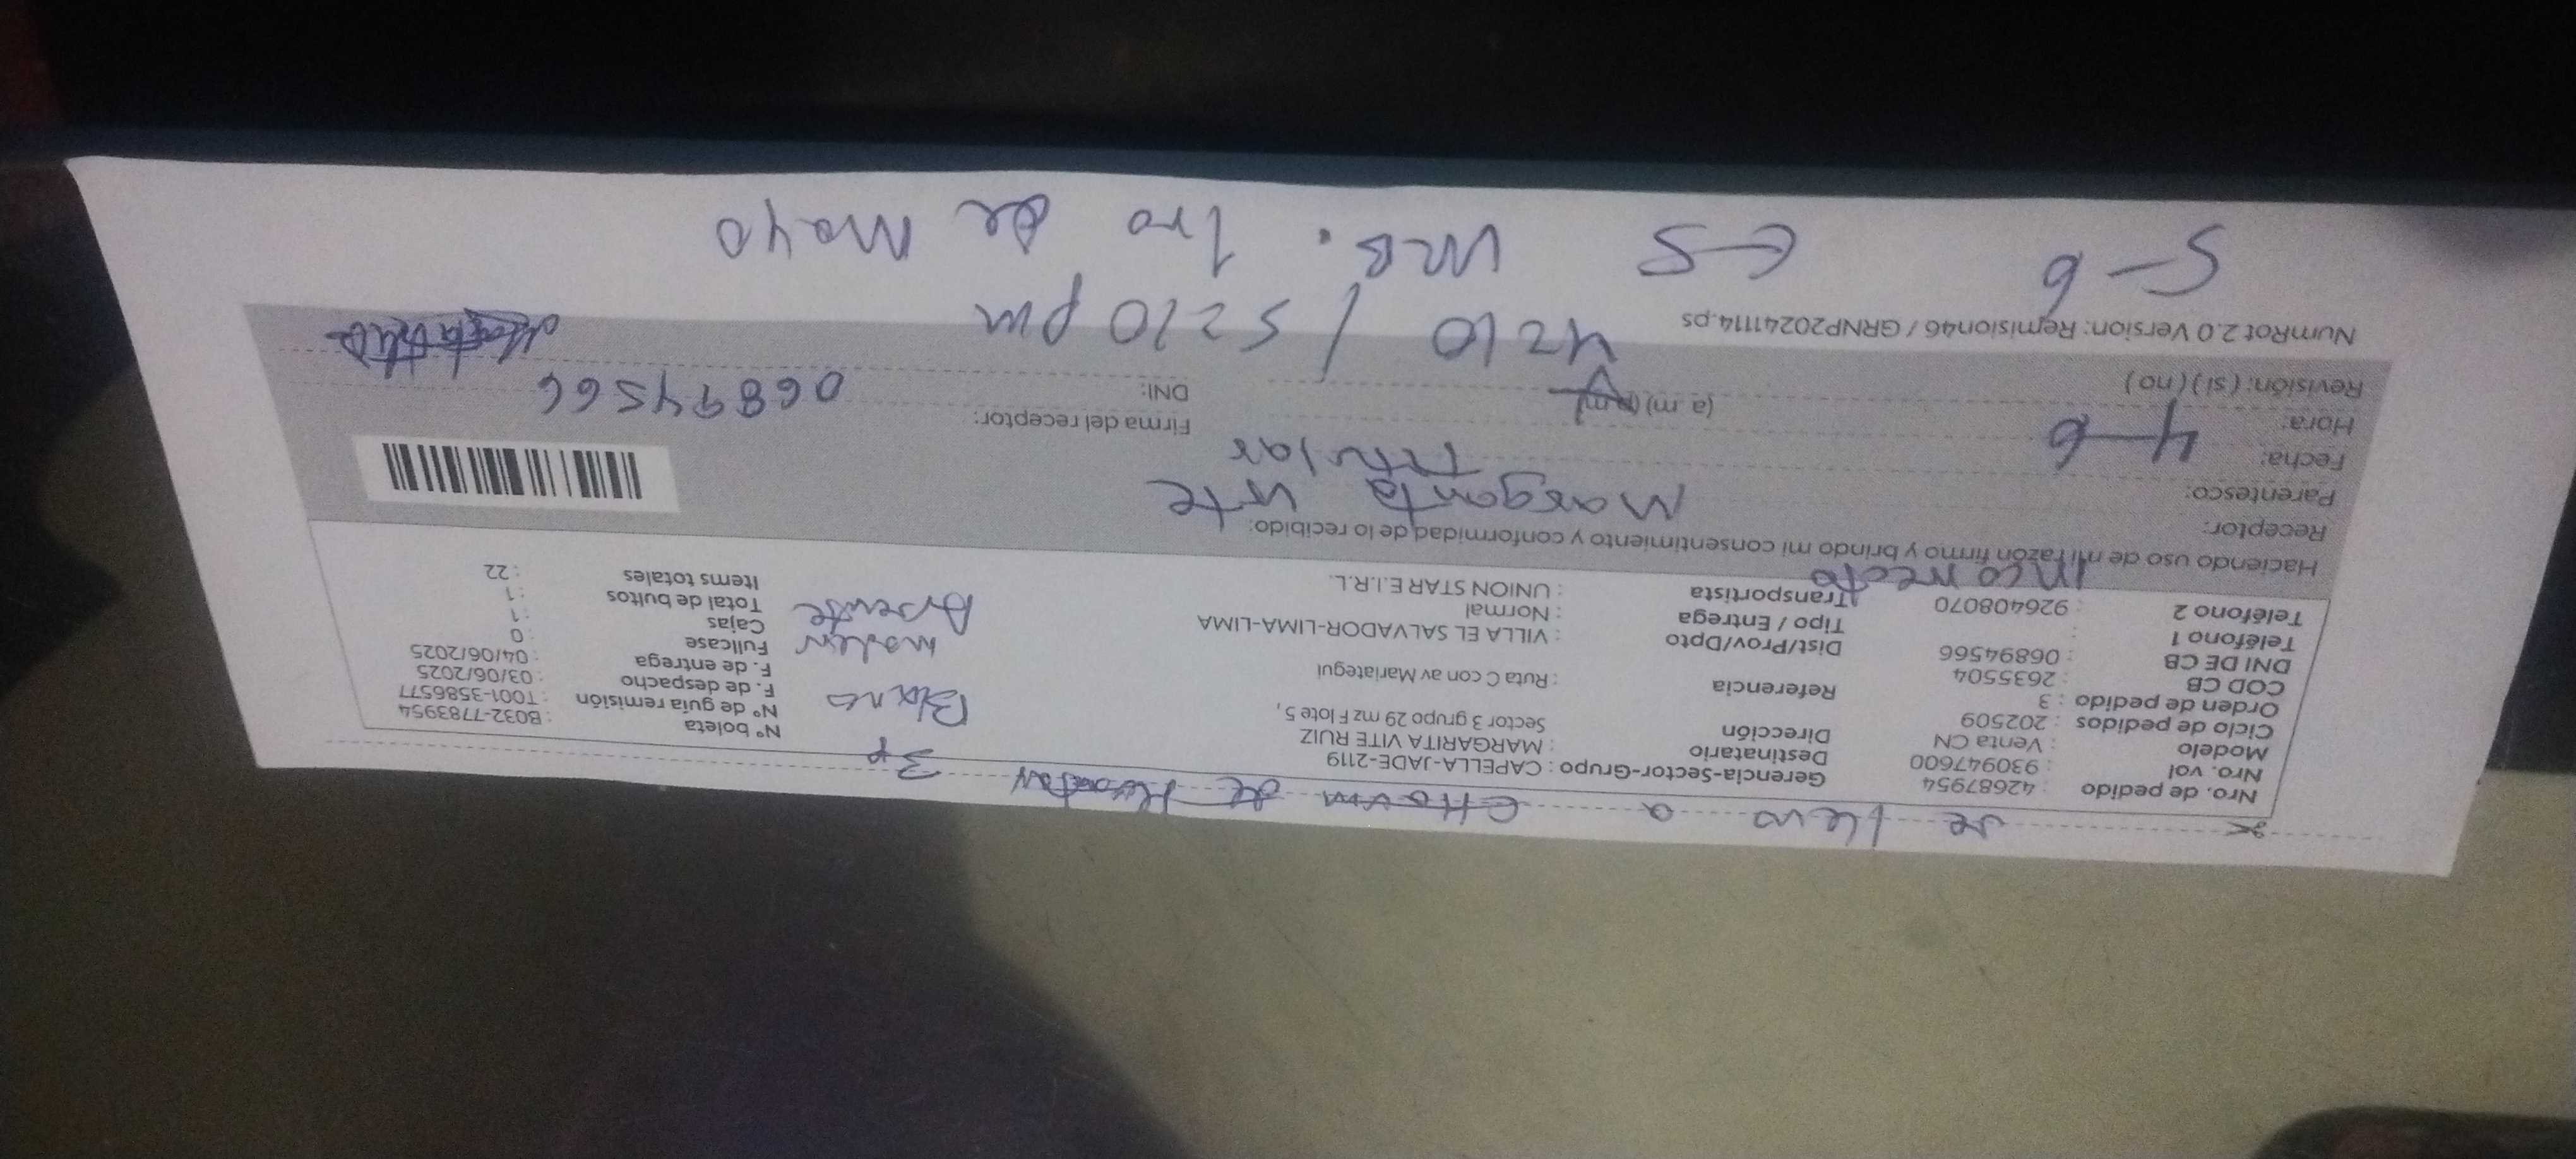 se llevo a
Nro. de pedido : 42687954 Gerencia-Sector-Grupo : CAPELLA-JADE-2119 3p Nº boleta : B032-7783954
Nro. vol : 930947600 Destinatario : MARGARITA VITE RUIZ Nº de guía remisión : T001-3586577
Modelo : Venta CN Dirección Sector 3 grupo 29 mz F lote 5, F. de despacho : 03/06/2025
Ciclo de pedidos : 202509 F. de entrega : 04/06/2025
Orden de pedido : 3 Referencia : Ruta C con av Mariategui Fullcase : 0
COD CB : 2635504 Cajas : 1
DNI DE CB : 06894566 Dist/Prov/Dpto : VILLA EL SALVADOR-LIMA-LIMA Total de bultos : 1
Teléfono 1 : Tipo / Entrega : Normal Items totales : 22
Teléfono 2 : 926408070 Transportista : UNION STAR E.I.R.L.
Incorrecto
Haciendo uso de mi razón firmo y brindo mi consentimiento y conformidad de lo recibido:
Receptor: Margarita Vite
Parentesco: Titular
Fecha: 4-6 Firma del receptor:
Hora: (a m) (p m) DNI: 06894566
Revisión: (si) (no)
4:10 / 5:10 pm
NumRot 2.0 Version: Remision46 / GRNP20241114.ps
5-6 URB. 1ro de Mayo